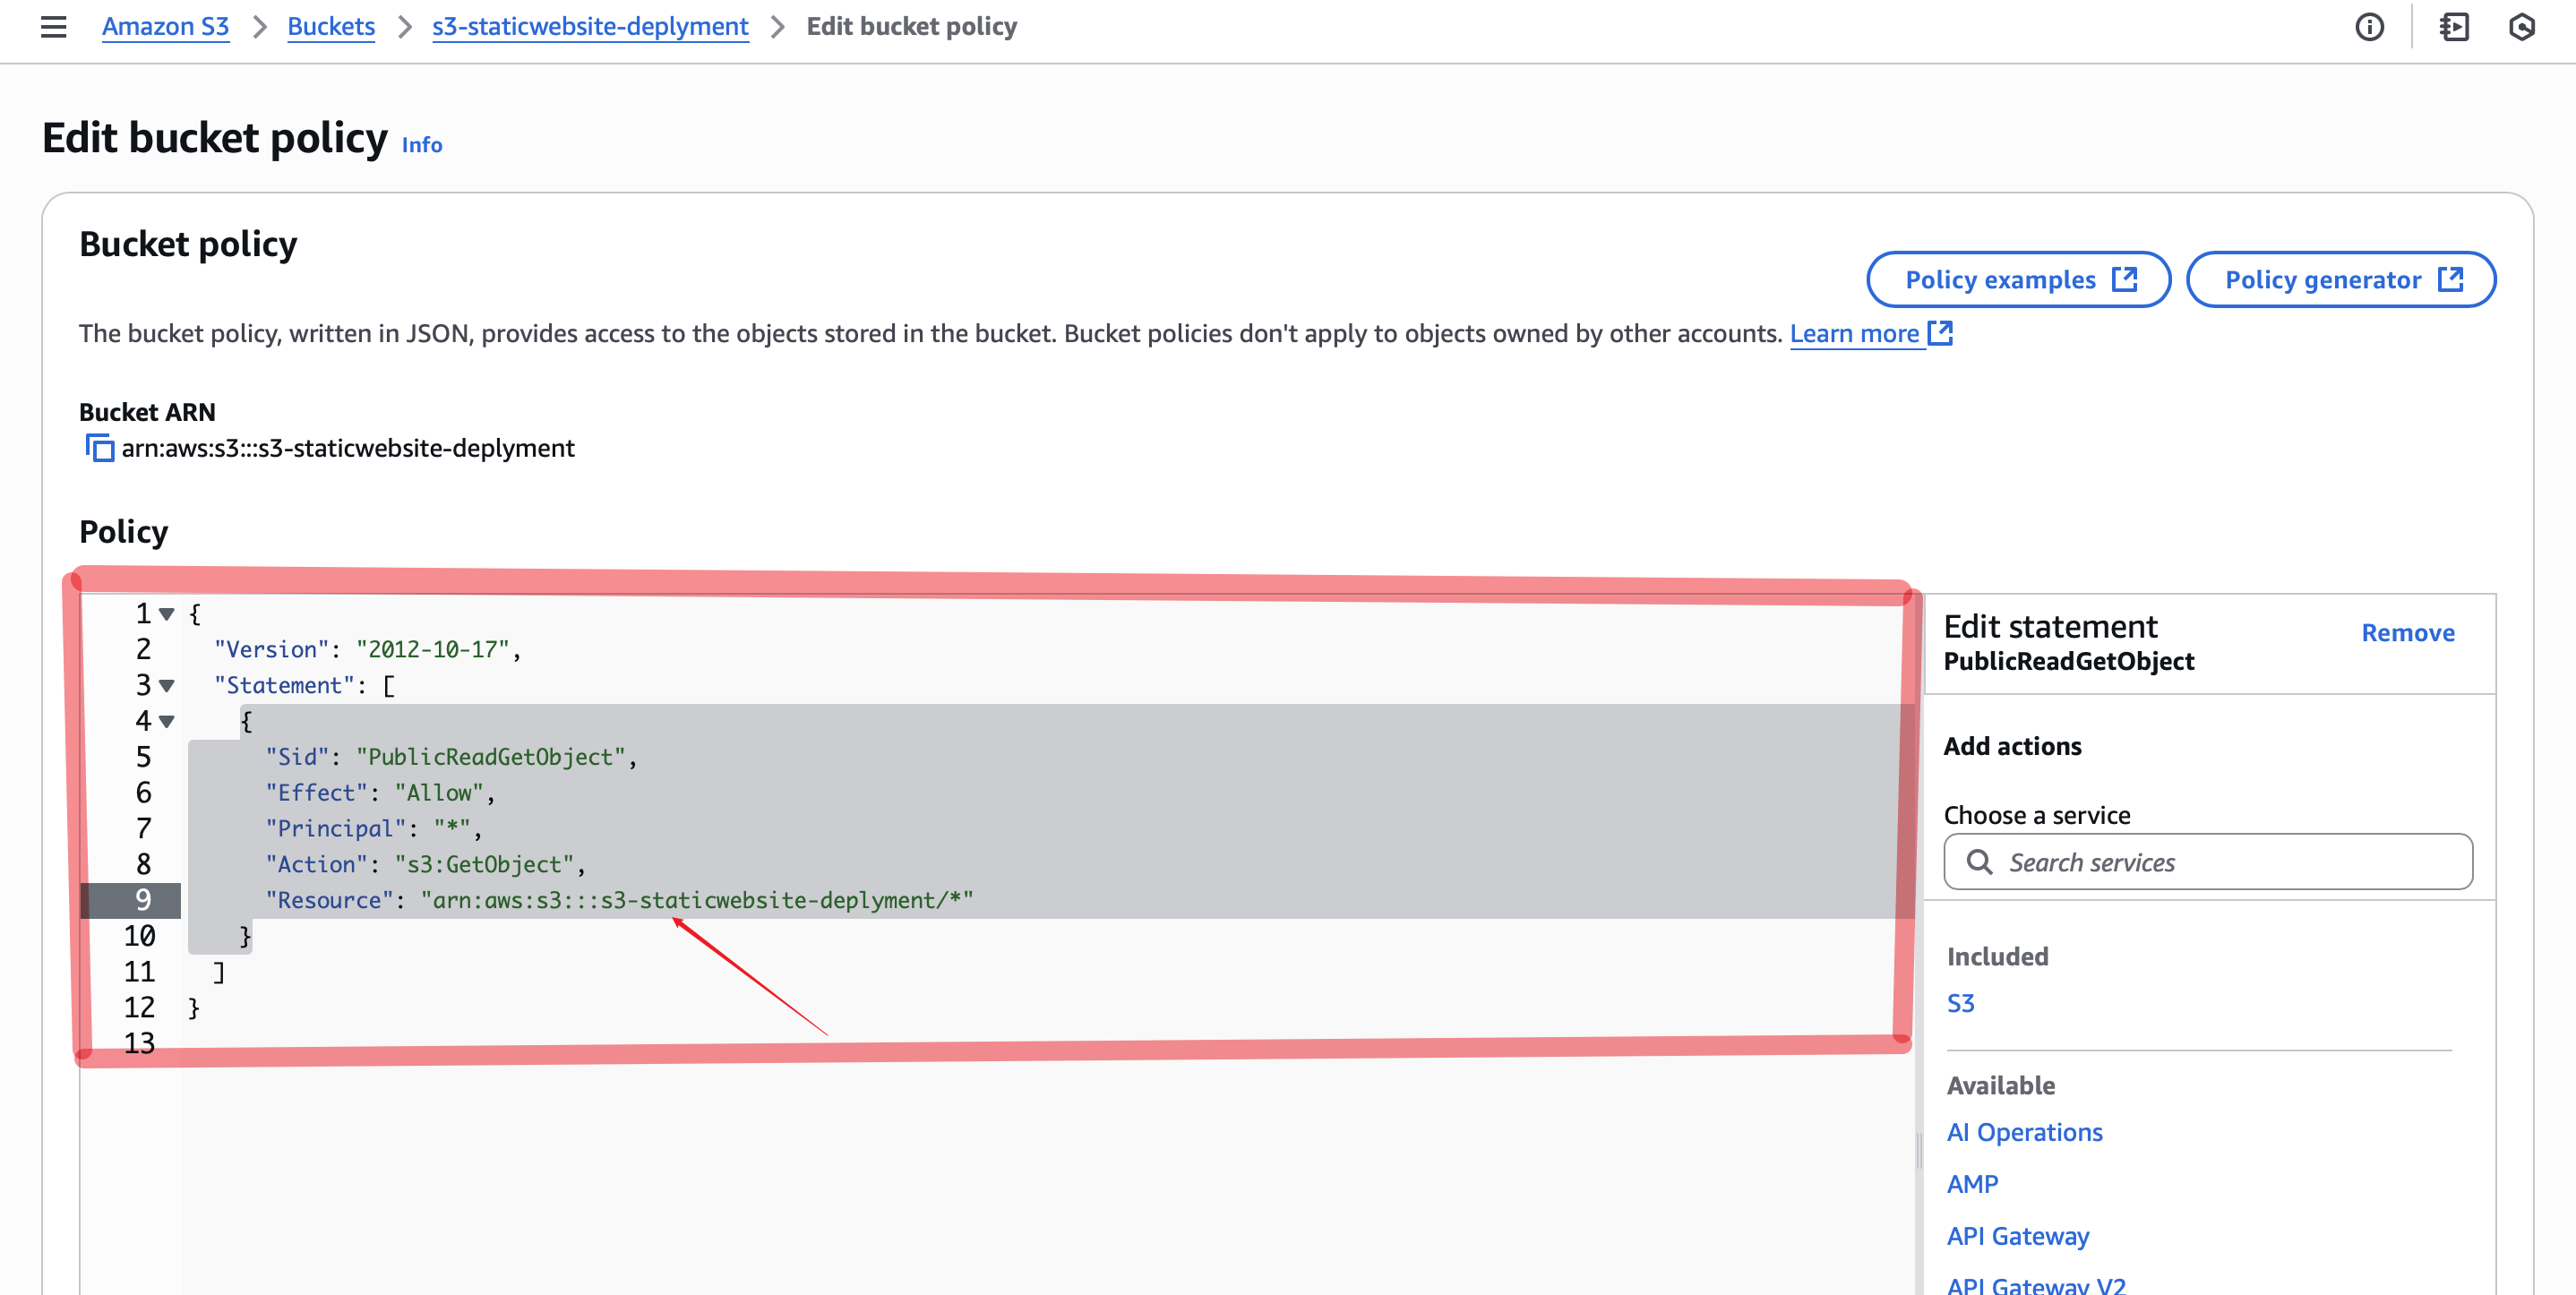 Amazon S3 > Buckets > s3-staticwebsite-deplyment > Edit bucket policy
Edit bucket policy Info
Bucket policy
Policy examples
Policy generator
The bucket policy, written in JSON, provides access to the objects stored in the bucket. Bucket policies don't apply to objects owned by other accounts. Learn more
Bucket ARN
arn:aws:s3:::s3-staticwebsite-deplyment
Policy
1 {
2 "Version": "2012-10-17",
3 "Statement": [
4 {
5 "Sid": "PublicReadGetObject",
6 "Effect": "Allow",
7 "Principal": "*",
8 "Action": "s3:GetObject",
9 "Resource": "arn:aws:s3:::s3-staticwebsite-deplyment/*"
10 }
11 ]
12 }
13
Edit statement
Remove
PublicReadGetObject
Add actions
Choose a service
Search services
Included
S3
Available
AI Operations
AMP
API Gateway
API Gateway V2